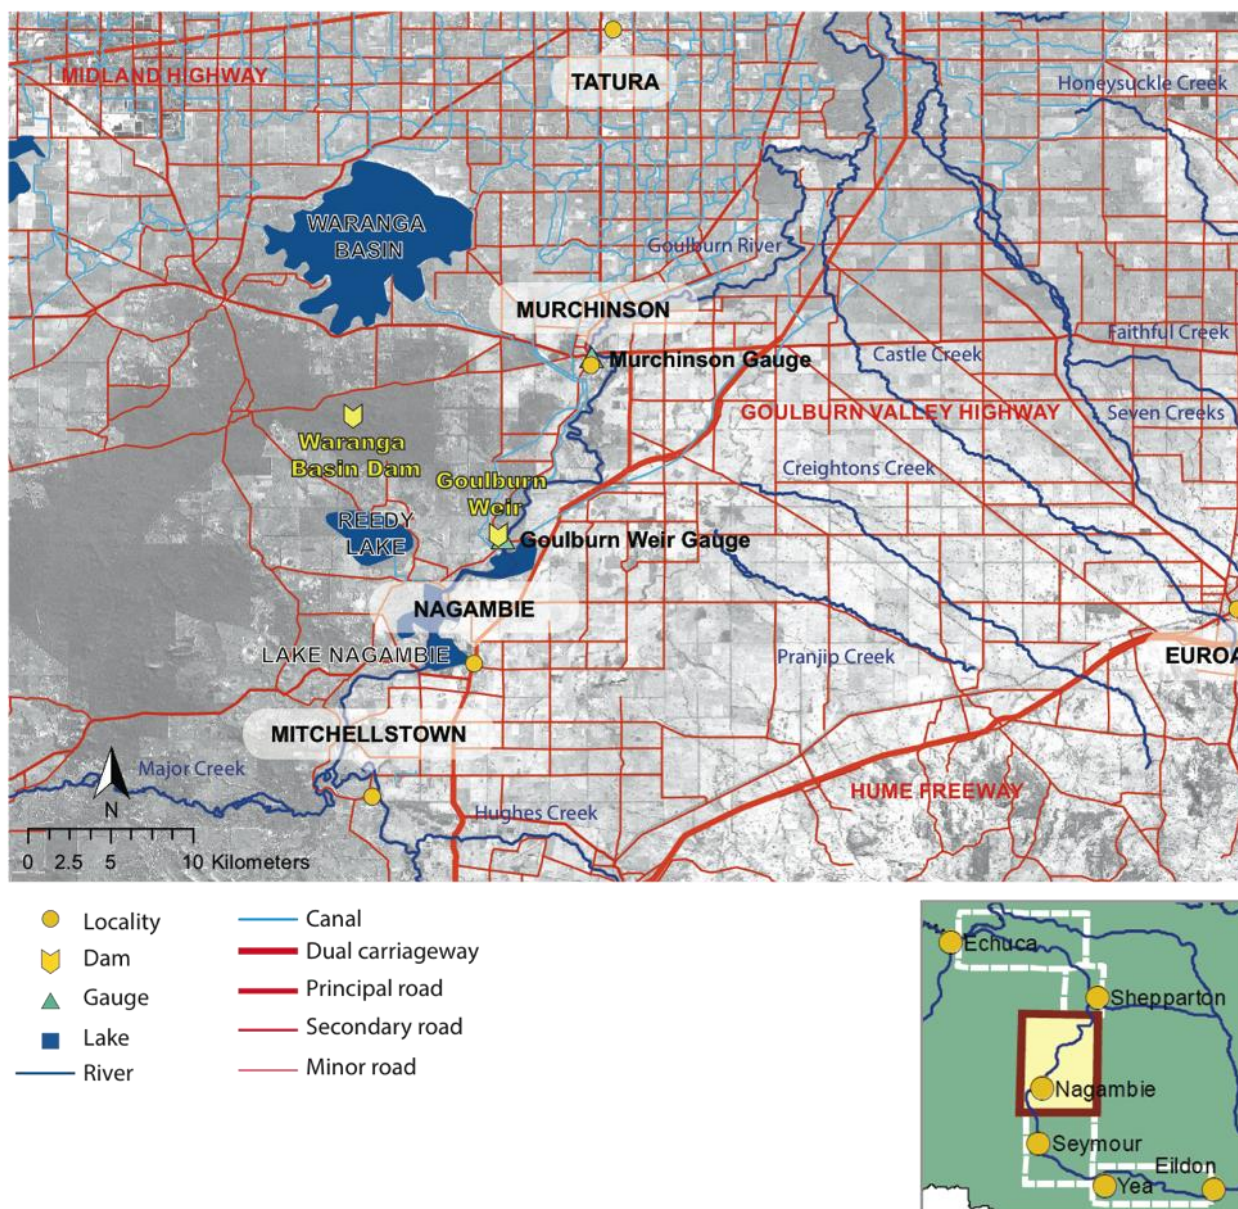 TATURA
MIDLAND HIGHWAY
Honeysuckle Creek
WARANGA
BASIN
Goulburn River
MURCHINSON
Faithful Creek
Murchinson Gauge
Castle Creek
GOULBURN VALLEY HIGHWAY
Seven Creeks
Waranga
Basin Dam
Goulburn
Weir
Creightons Creek
REEDY
LAKE
Goulburn Weir Gauge
NAGAMBIE
LAKE NAGAMBIE
Pranjip Creek
EUROA
MITCHELLSTOWN
Major Creek
N
Hughes Creek
HUME FREEWAY
0 2.5 5 10 Kilometers
Locality
Dam
Gauge
Lake
River
Canal
Dual carriageway
Principal road
Secondary road
Minor road
Echuca
Shepparton
Nagambie
Seymour
Eildon
Yea